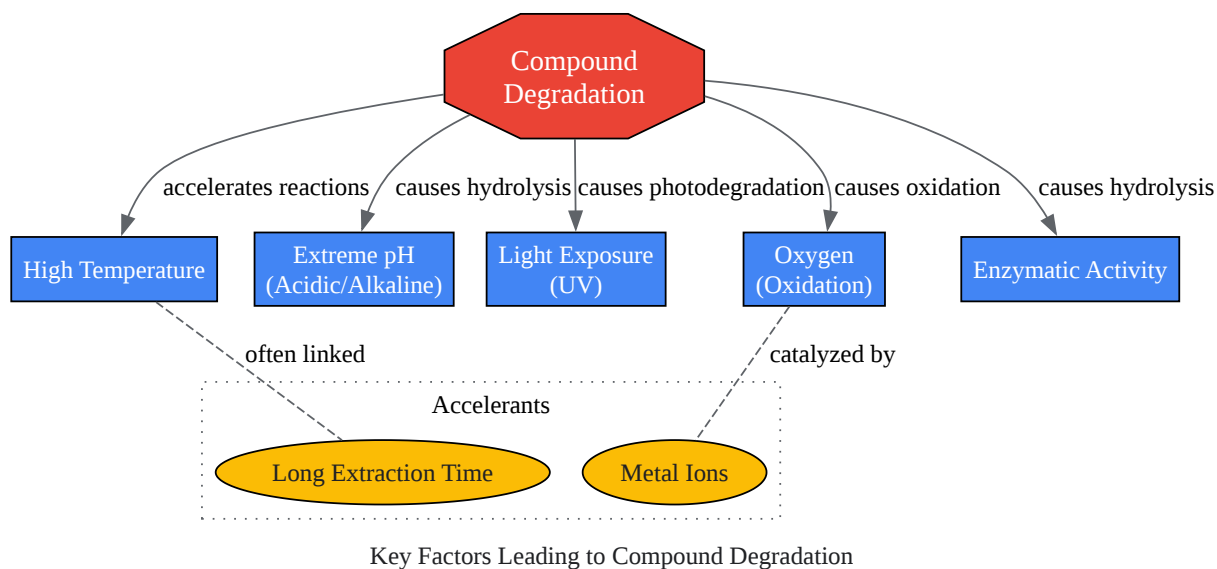 Compound
Degradation
accelerates reactions
causes hydrolysis
causes photodegradation
causes oxidation
causes hydrolysis
High Temperature
Extreme pH
(Acidic/Alkaline)
Light Exposure
(UV)
Oxygen
(Oxidation)
Enzymatic Activity
often linked
catalyzed by
Accelerants
Long Extraction Time
Metal Ions
Key Factors Leading to Compound Degradation